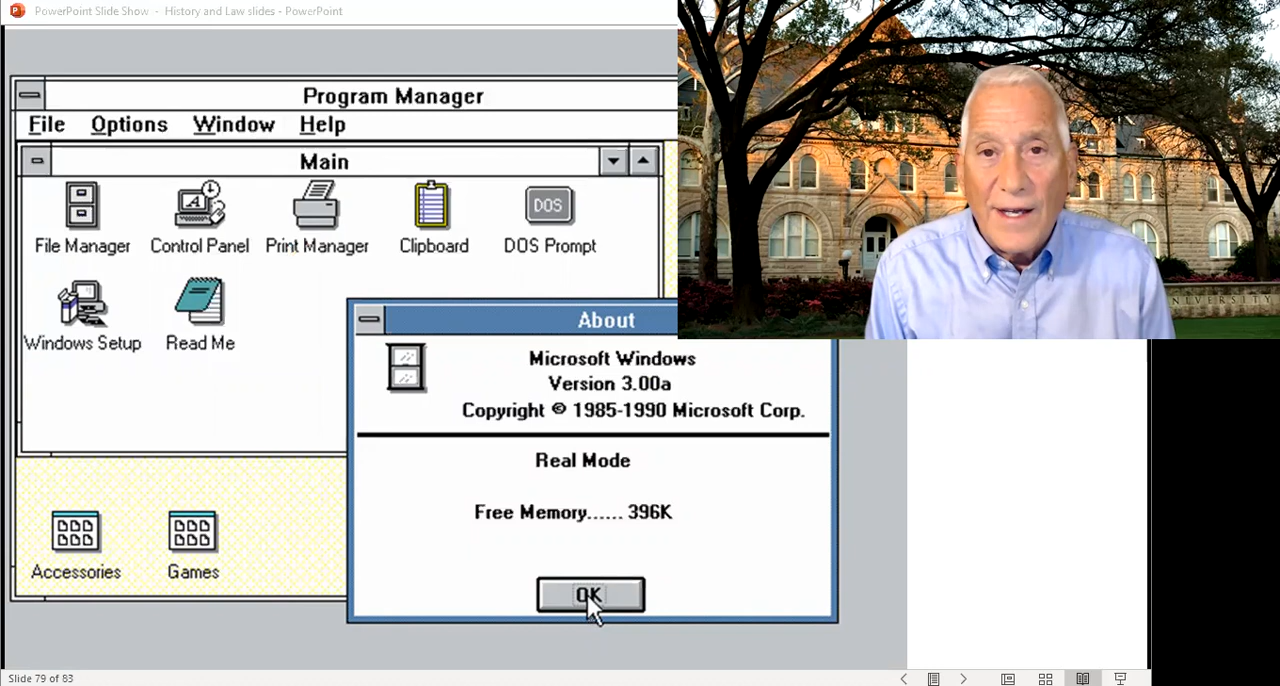 PowerPoint Slide Show - History and Law slides - PowerPoint
Program Manager
File Options Window Help
Main
File Manager Control Panel Print Manager Clipboard DOS Prompt
DOS
Windows Setup Read Me
About
Microsoft Windows
Version 3.00a
Copyright © 1985-1990 Microsoft Corp.
Real Mode
Free Memory...... 396K
OK
Accessories Games
NIVERSITY
Slide 79 of 83